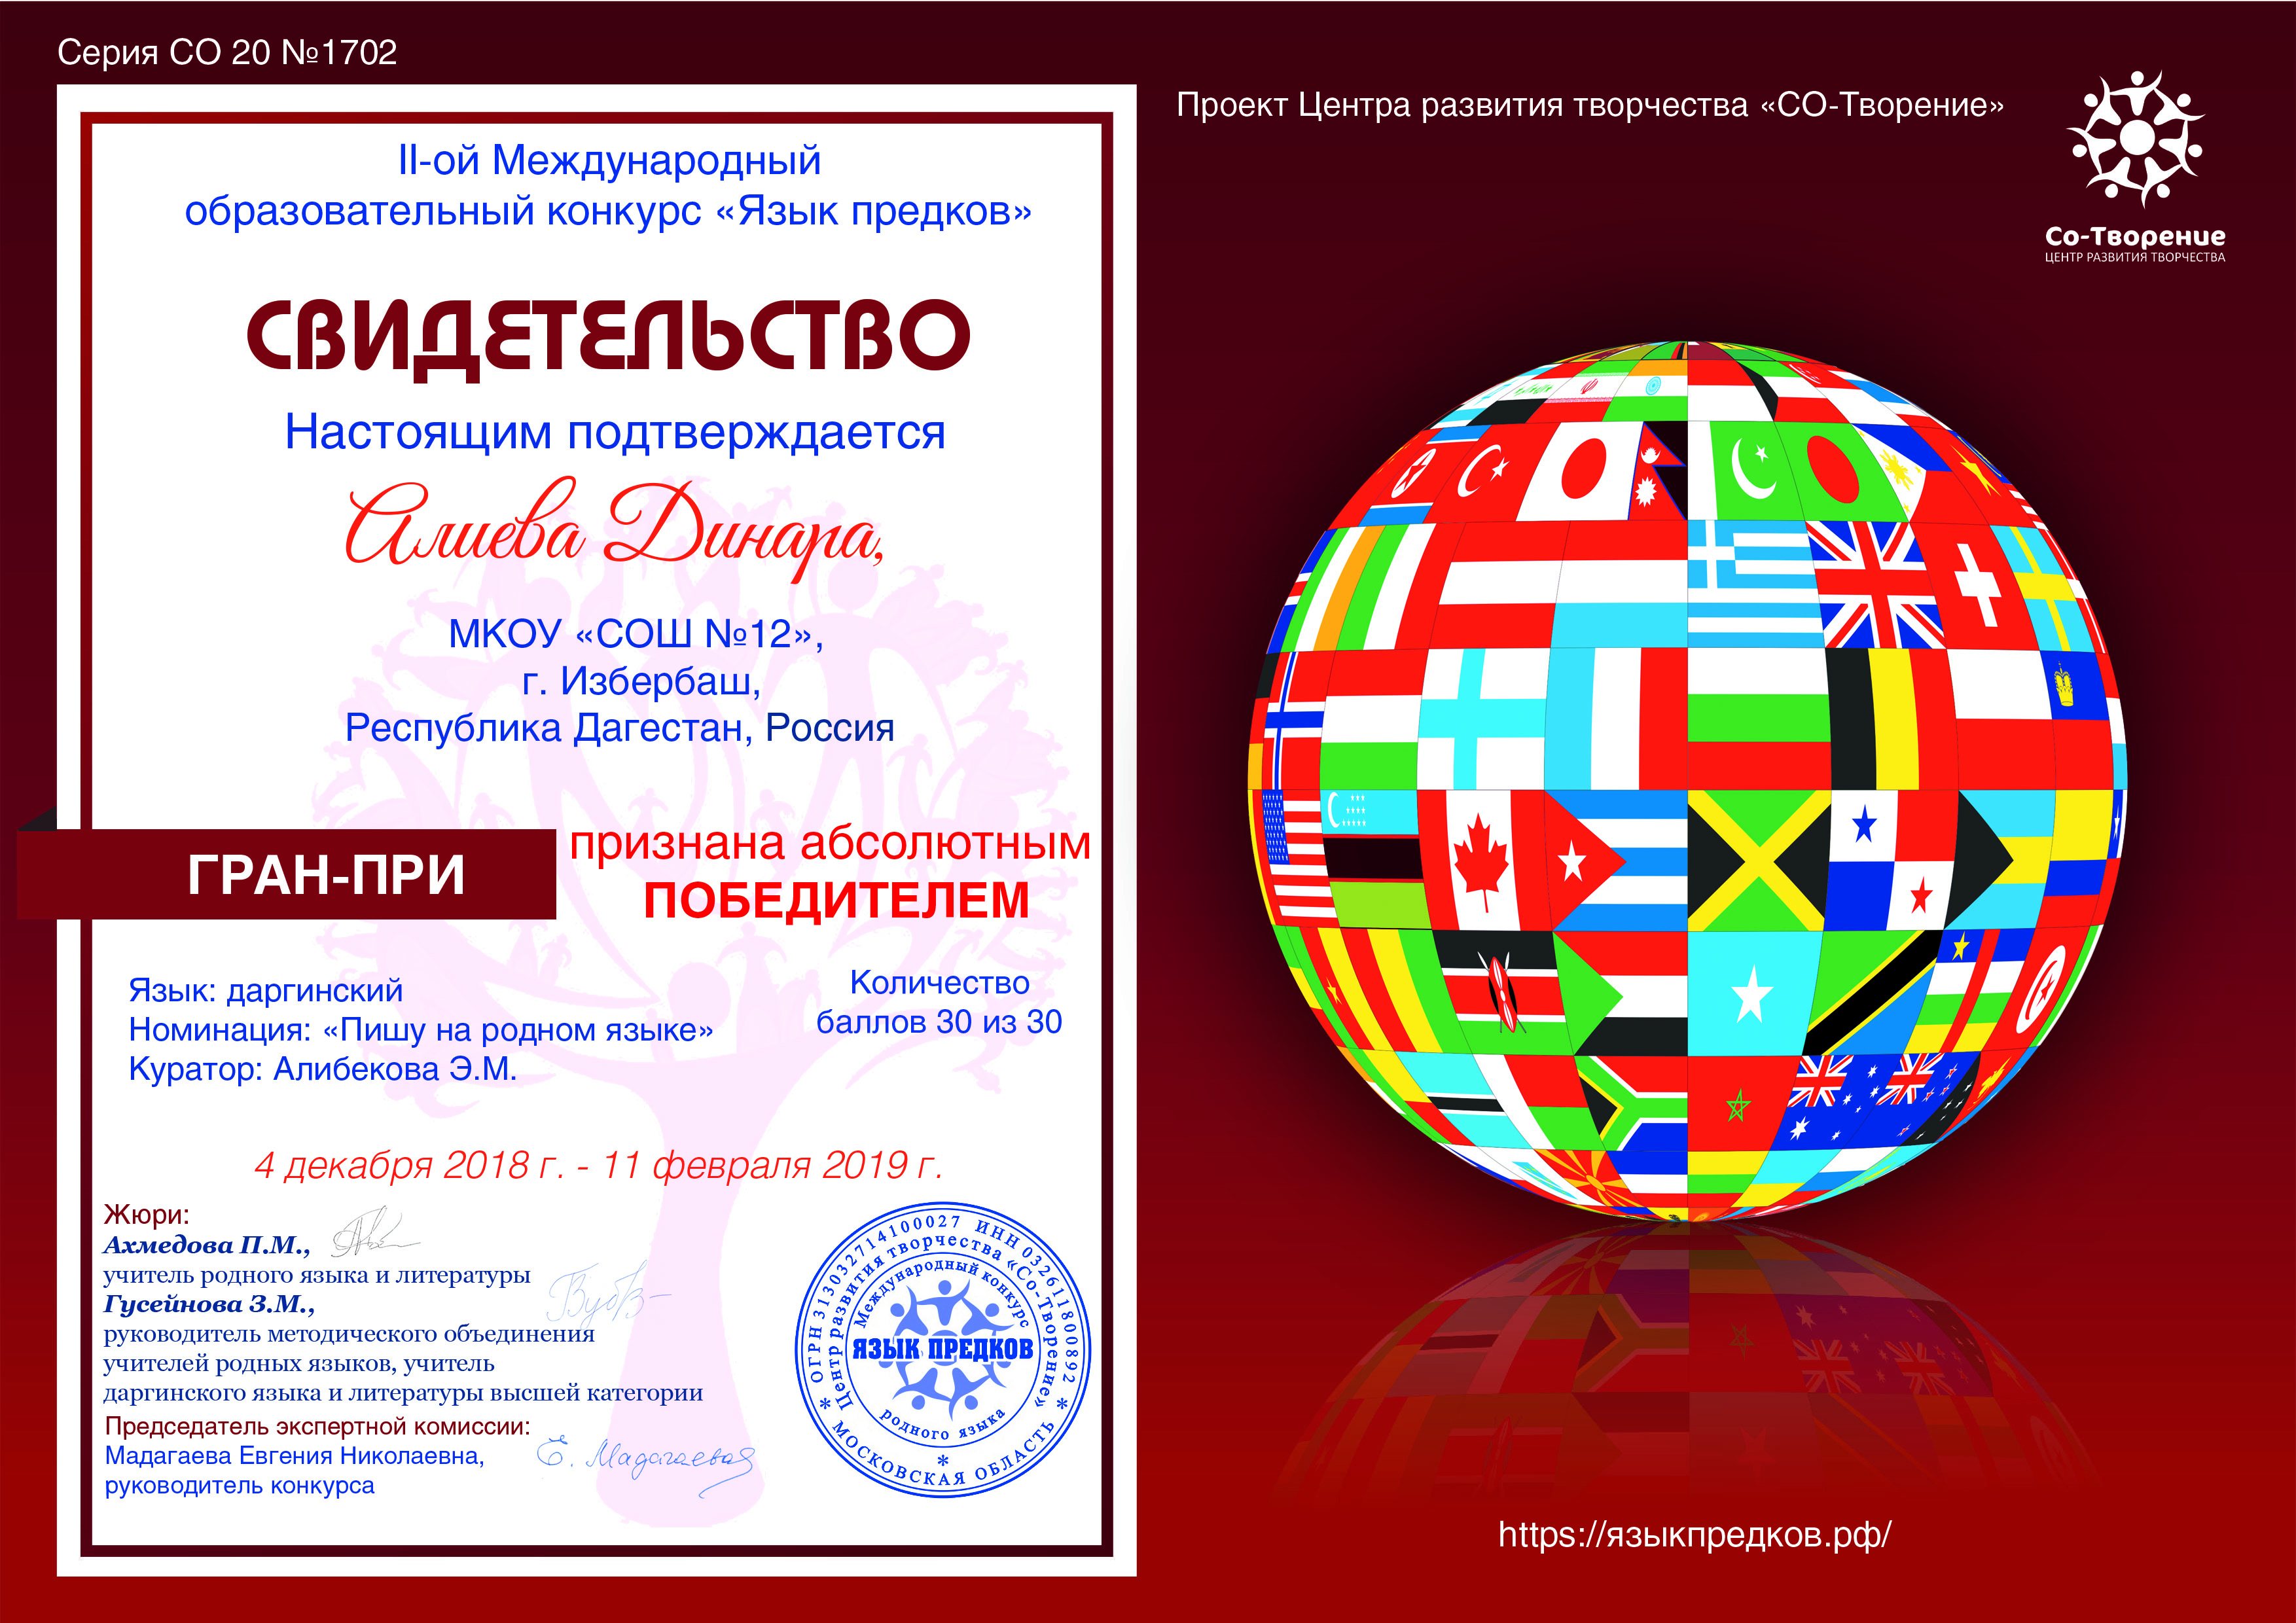 Серия СО 20 №1702
II-ой Международный
образовательный конкурс «Язык предков»
СВИДЕТЕЛЬСТВО
Настоящим подтверждается
Алиева Динара,
МКОУ «СОШ №12»,
г. Избербаш,
Республика Дагестан, Россия
ГРАН-ПРИ
признана абсолютным
ПОБЕДИТЕЛЕМ
Язык: даргинский
Номинация: «Пишу на родном языке»
Куратор: Алибекова Э.М.
Количество
баллов 30 из 30
4 декабря 2018 г. - 11 февраля 2019 г.
Жюри:
Ахмедова П.М.,
учитель родного языка и литературы
Гусейнова З.М.,
руководитель методического объединения
учителей родных языков, учитель
даргинского языка и литературы высшей категории
Председатель экспертной комиссии:
Мадагаева Евгения Николаевна,
руководитель конкурса
Е. Мадагаева
ОГРН 313032714100027 ИНН 032611800892
* МОСКОВСКАЯ ОБЛАСТЬ *
Центр развития творчества «Со-Творение»
Международный конкурс
ЯЗЫК ПРЕДКОВ
родного языка
Проект Центра развития творчества «СО-Творение»
Со-Творение
ЦЕНТР РАЗВИТИЯ ТВОРЧЕСТВА
https://языкпредков.рф/